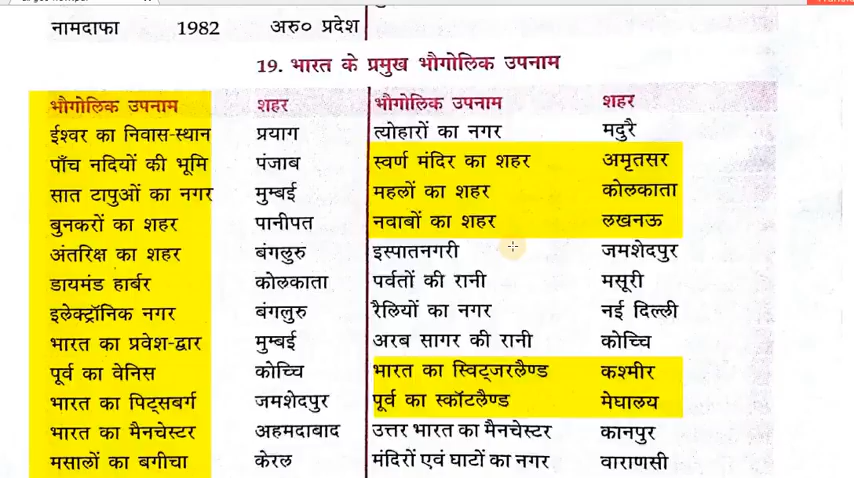 नामदाफा 1982 अरु० प्रदेश
19. भारत के प्रमुख भौगोलिक उपनाम
भौगोलिक उपनाम शहर भौगोलिक उपनाम शहर
ईश्वर का निवास-स्थान प्रयाग त्योहारों का नगर मदुरै
पाँच नदियों की भूमि पंजाब स्वर्ण मंदिर का शहर अमृतसर
सात टापुओं का नगर मुम्बई महलों का शहर कोलकाता
बुनकरों का शहर पानीपत नवाबों का शहर लखनऊ
अंतरिक्ष का शहर बंगलुरु इस्पातनगरी जमशेदपुर
डायमंड हार्बर कोलकाता पर्वतों की रानी मसूरी
इलेक्ट्रॉनिक नगर बंगलुरु रैलियों का नगर नई दिल्ली
भारत का प्रवेश-द्वार मुम्बई अरब सागर की रानी कोच्चि
पूर्व का वेनिस कोच्चि भारत का स्विट्जरलैण्ड कश्मीर
भारत का पिट्सबर्ग जमशेदपुर पूर्व का स्कॉटलैण्ड मेघालय
भारत का मैनचेस्टर अहमदाबाद उत्तर भारत का मैनचेस्टर कानपुर
मसालों का बगीचा केरल मंदिरों एवं घाटों का नगर वाराणसी